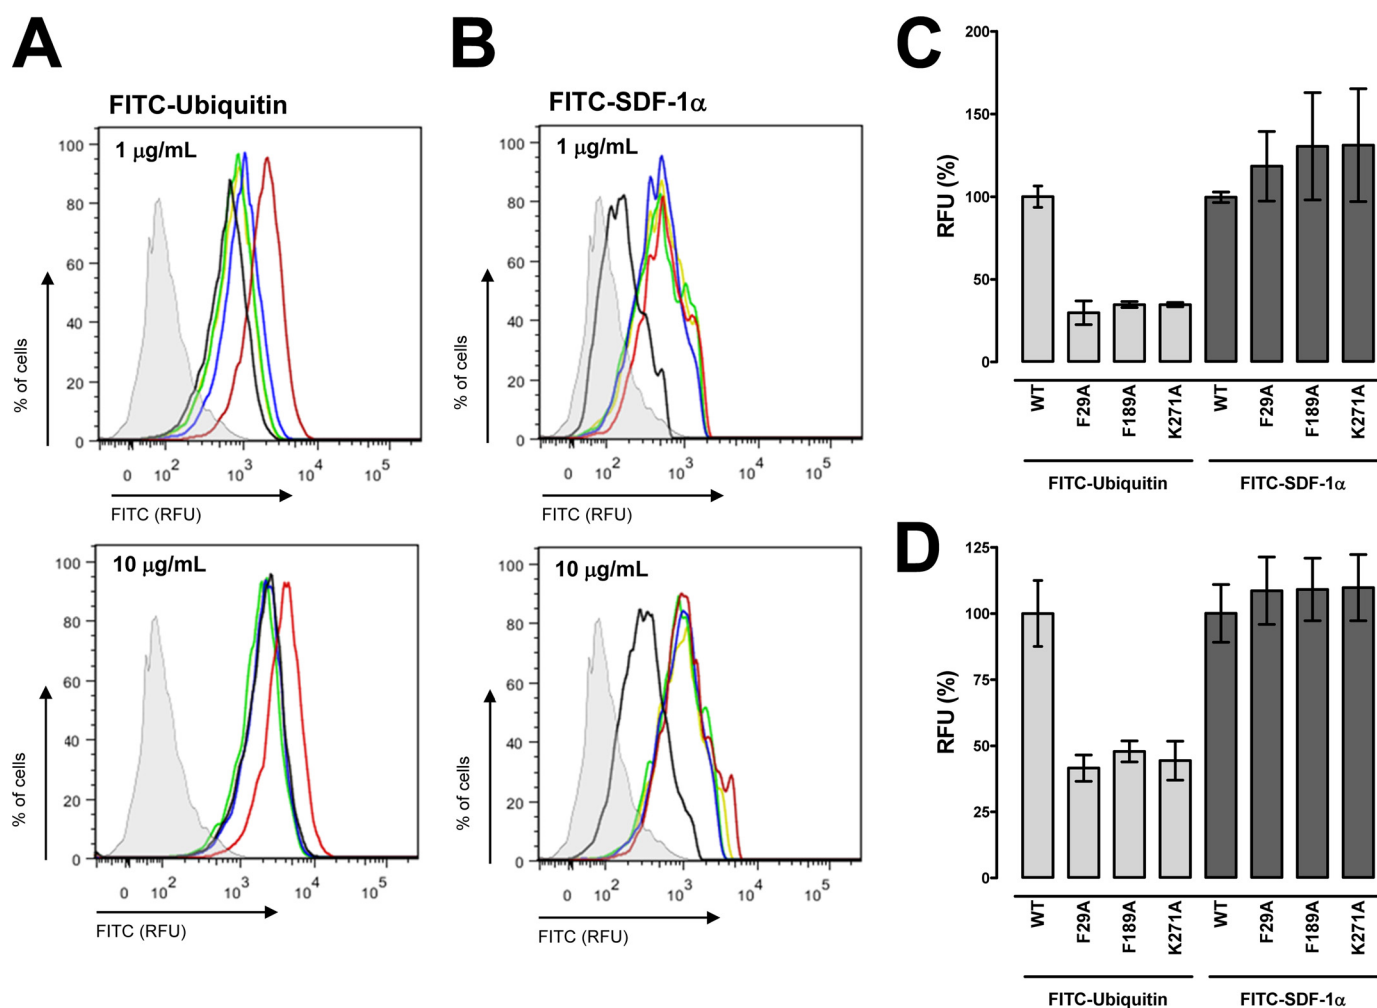 A
FITC-Ubiquitin
1 μg/mL
100
80
60
40
20
0
% of cells
0 10² 10³ 10⁴ 10⁵
FITC (RFU)
10 μg/mL
100
80
60
40
20
0
% of cells
0 10² 10³ 10⁴ 10⁵
FITC (RFU)
B
FITC-SDF-1α
1 μg/mL
100
80
60
40
20
0
% of cells
0 10² 10³ 10⁴ 10⁵
FITC (RFU)
10 μg/mL
100
80
60
40
20
0
% of cells
0 10² 10³ 10⁴ 10⁵
FITC (RFU)
C
200
150
100
50
0
RFU (%)
WT F29A F189A K271A WT F29A F189A K271A
FITC-Ubiquitin FITC-SDF-1α
D
125
100
75
50
25
0
RFU (%)
WT F29A F189A K271A WT F29A F189A K271A
FITC-Ubiquitin FITC-SDF-1α